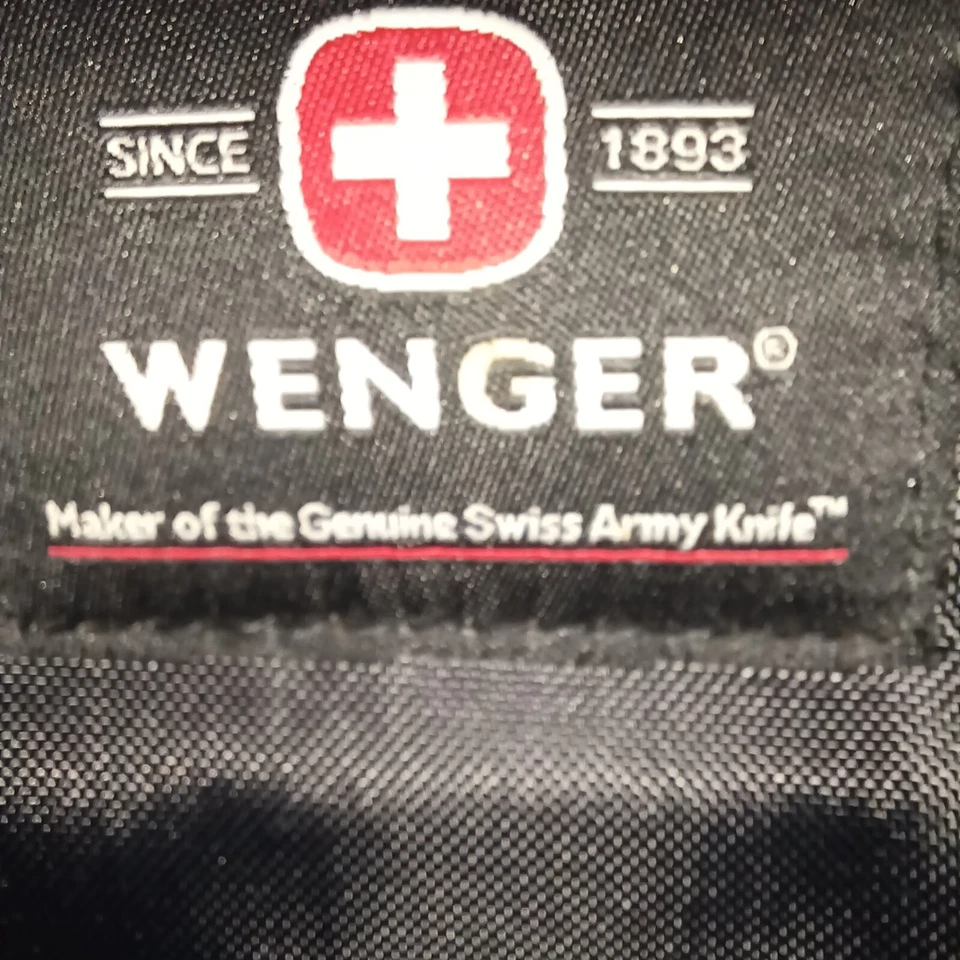 SINCE 1893
WENGER®
Maker of the Genuine Swiss Army Knife™